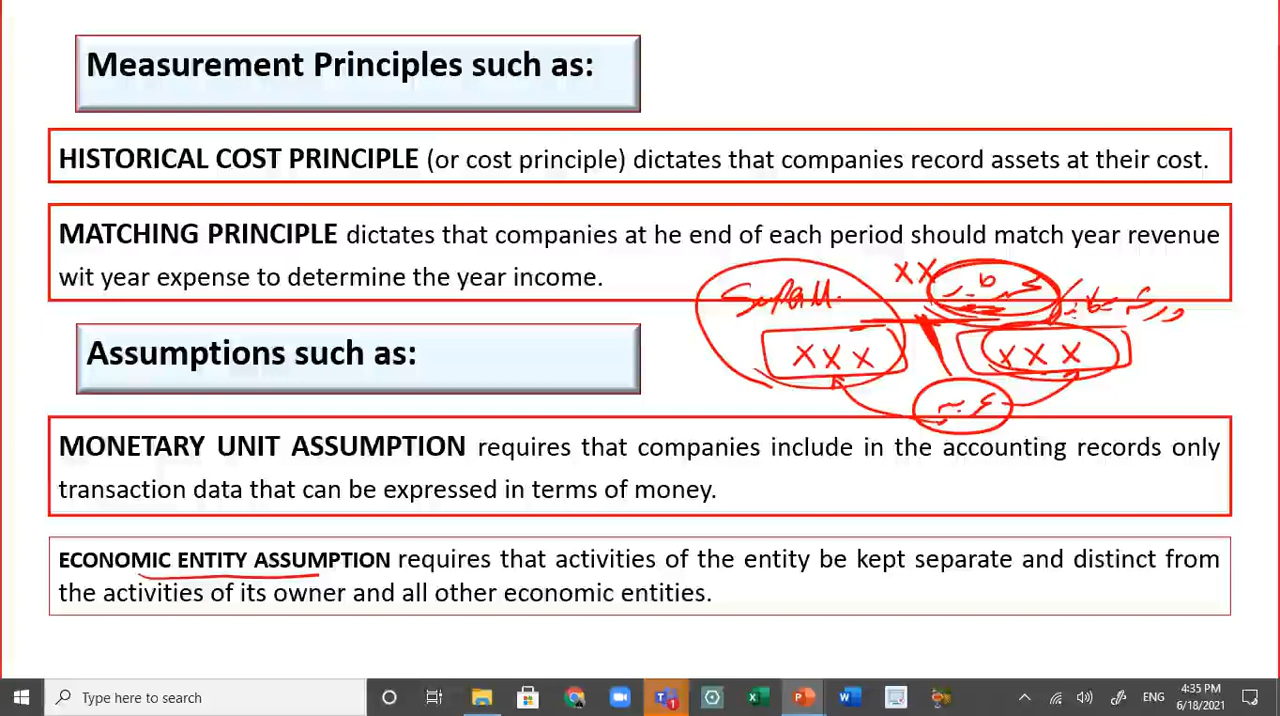 Measurement Principles such as:
HISTORICAL COST PRINCIPLE (or cost principle) dictates that companies record assets at their cost.
MATCHING PRINCIPLE dictates that companies at he end of each period should match year revenue
wit year expense to determine the year income.
XX
XXX
XXX
Assumptions such as:
MONETARY UNIT ASSUMPTION requires that companies include in the accounting records only
transaction data that can be expressed in terms of money.
ECONOMIC ENTITY ASSUMPTION requires that activities of the entity be kept separate and distinct from
the activities of its owner and all other economic entities.
Type here to search
ENG
4:35 PM
6/18/2021